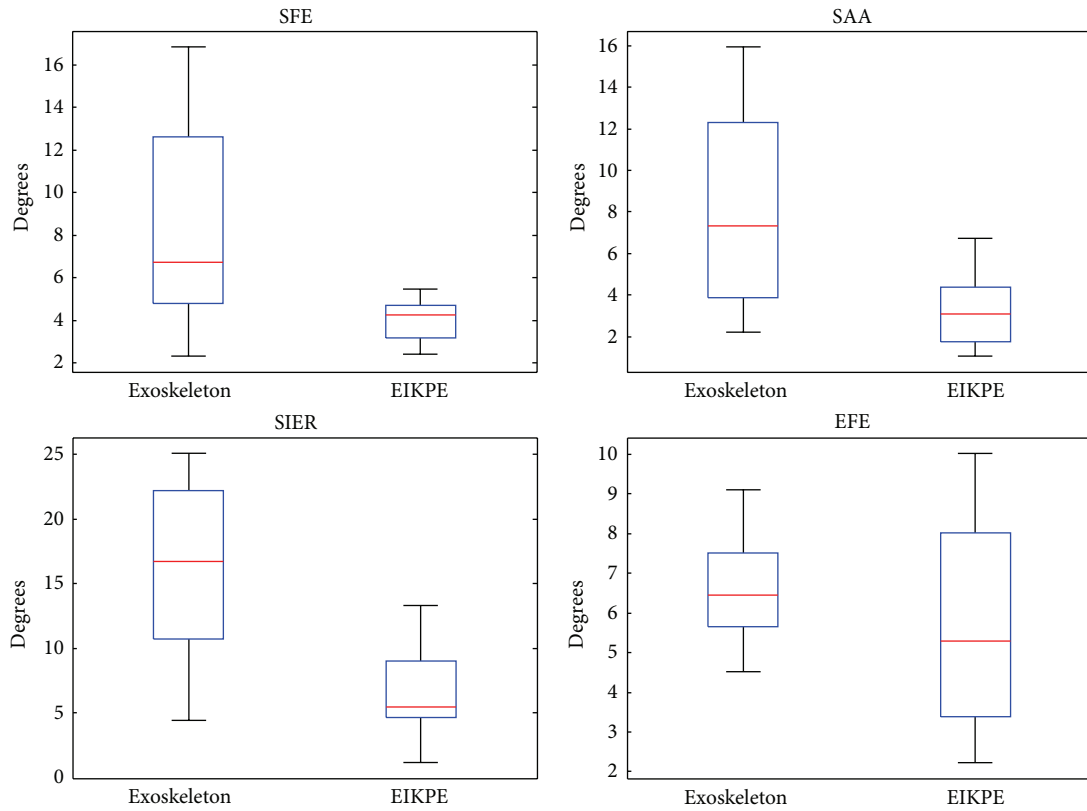 SFE
Degrees
16
14
12
10
8
6
4
2
Exoskeleton
EIKPE
SAA
Degrees
16
14
12
10
8
6
4
2
Exoskeleton
EIKPE
SIER
Degrees
25
20
15
10
5
0
Exoskeleton
EIKPE
EFE
Degrees
10
9
8
7
6
5
4
3
2
Exoskeleton
EIKPE